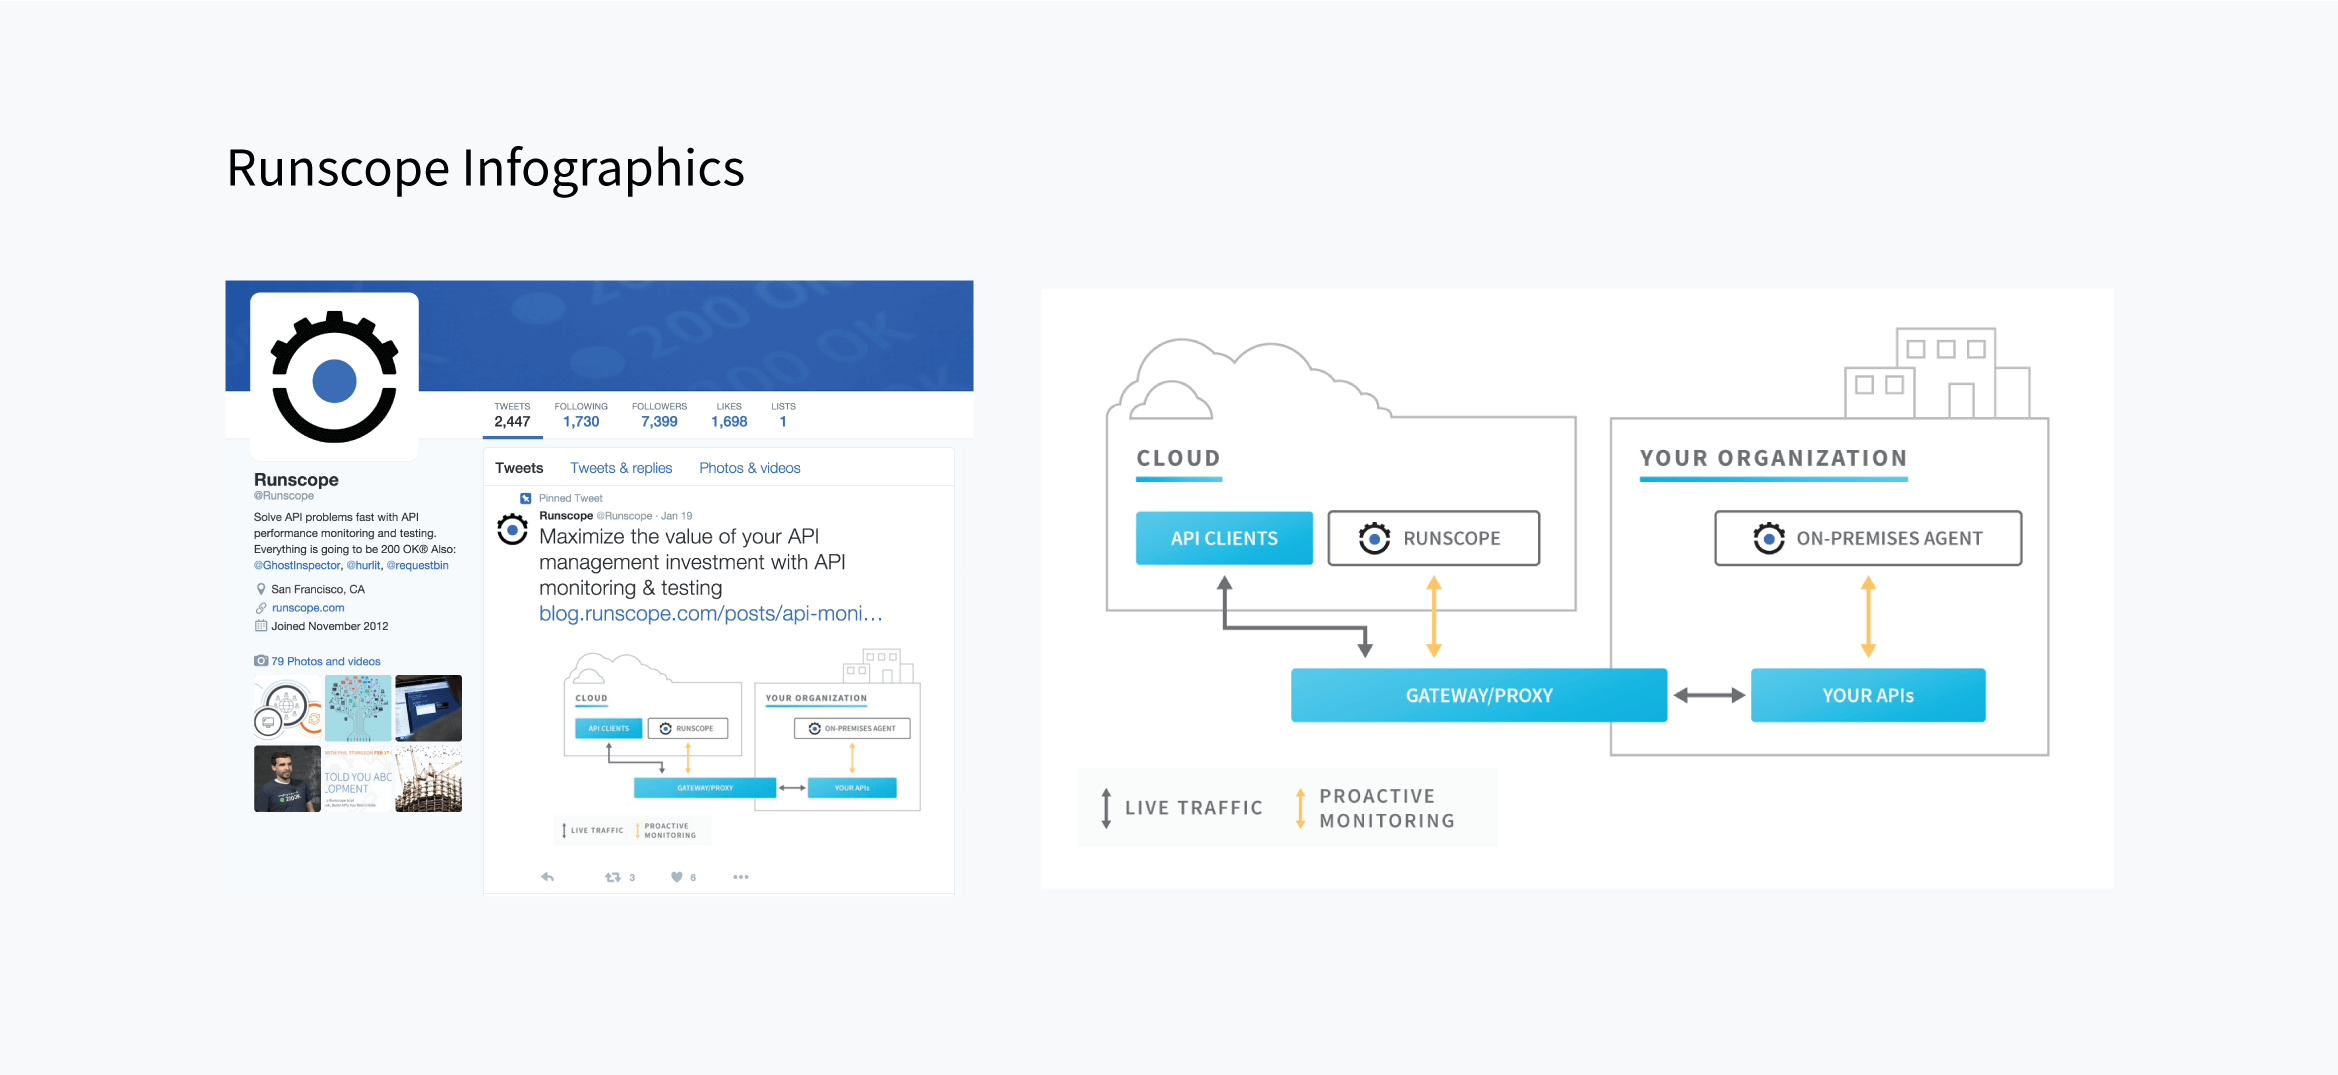 Runscope Infographics
200 OK
200 OK
TWEETS
2,447
FOLLOWING
1,730
FOLLOWERS
7,399
LIKES
1,698
LISTS
1
Runscope
@Runscope
Solve API problems fast with API
performance monitoring and testing.
Everything is going to be 200 OK® Also:
@GhostInspector, @hurlit, @requestbin
San Francisco, CA
runscope.com
Joined November 2012
79 Photos and videos
TOLD YOU ABC
LOPMENT
Tweets
Tweets & replies
Photos & videos
Pinned Tweet
Runscope @Runscope · Jan 19
Maximize the value of your API
management investment with API
monitoring & testing
blog.runscope.com/posts/api-moni…
CLOUD
YOUR ORGANIZATION
API CLIENTS
RUNSCOPE
ON-PREMISES AGENT
GATEWAY/PROXY
YOUR APIs
LIVE TRAFFIC
PROACTIVE
MONITORING
3
6
CLOUD
YOUR ORGANIZATION
API CLIENTS
RUNSCOPE
ON-PREMISES AGENT
GATEWAY/PROXY
YOUR APIs
LIVE TRAFFIC
PROACTIVE
MONITORING